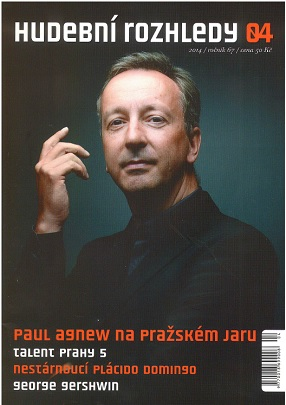 HUDEBNÍ ROZHLEDY 04
2014 / ročník 67 / cena 50 Kč
PAUL AGNEW NA PRAŽSKÉM JARU
TALENT PRAHY 5
NESTÁRNOUCÍ PLÁCIDO DOMINGO
GEORGE GERSHWIN